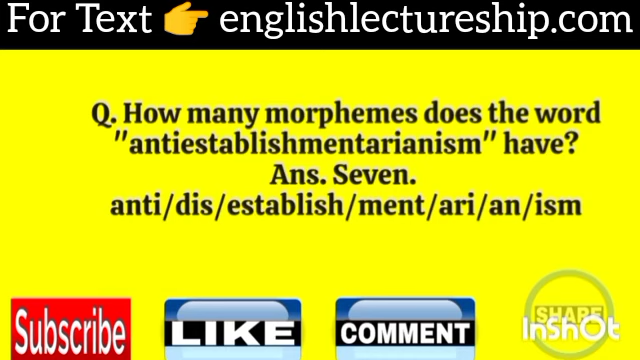 For Text 👉 englishlectureship.com
Q. How many morphemes does the word
"antiestablishmentarianism" have?
Ans. Seven.
anti/dis/establish/ment/ari/an/ism
Subscribe
LIKE
COMMENT
SHARE
InShOt